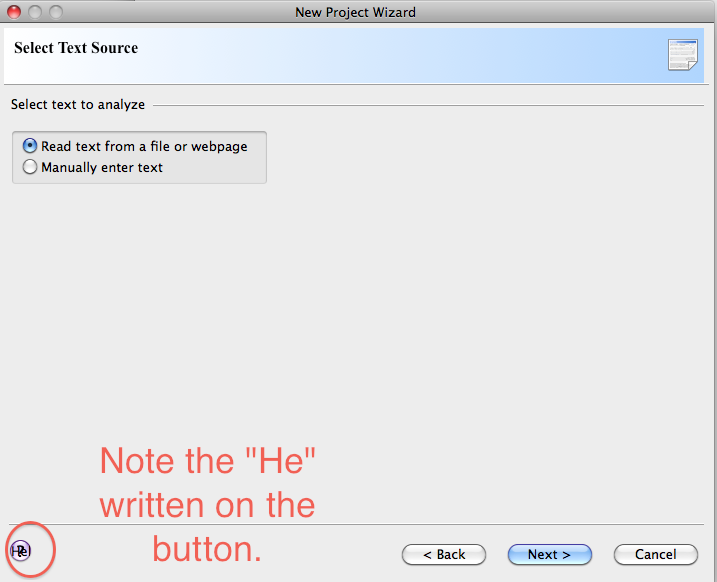 New Project Wizard
Select Text Source
Select text to analyze
Read text from a file or webpage
Manually enter text
Note the "He"
written on the
button.
He
?
< Back
Next >
Cancel